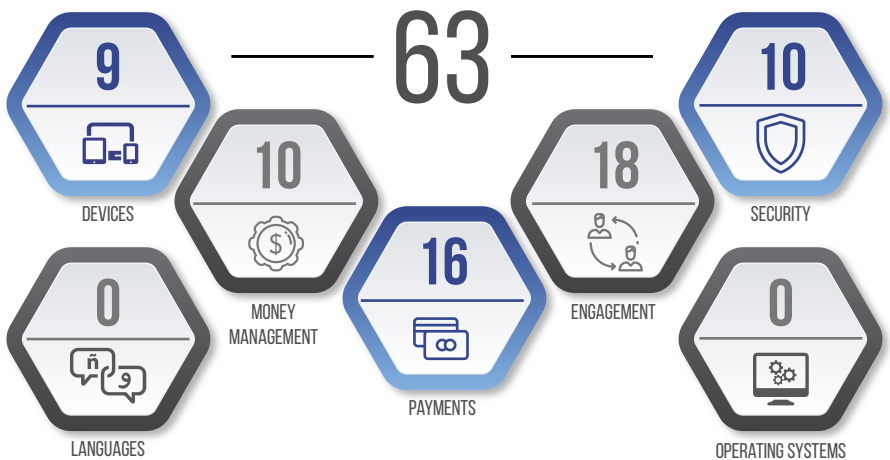 63
9
DEVICES
10
MONEY
MANAGEMENT
16
PAYMENTS
18
ENGAGEMENT
10
SECURITY
0
ñ
و
LANGUAGES
0
OPERATING SYSTEMS
$